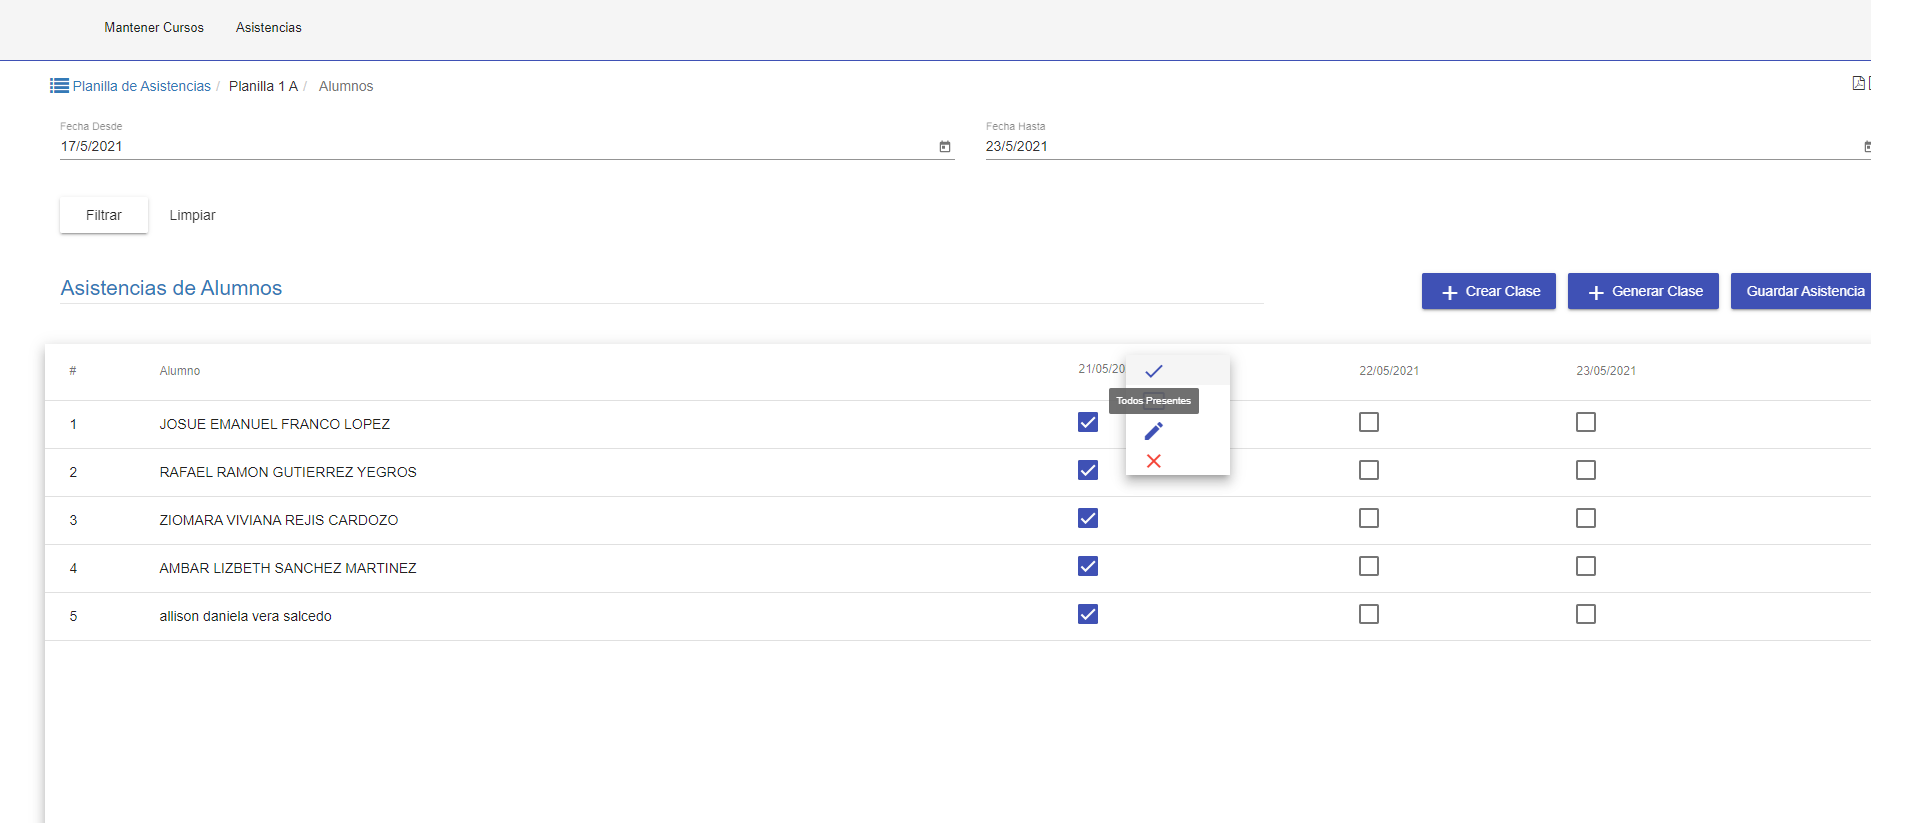 Mantener Cursos Asistencias
Planilla de Asistencias / Planilla 1 A / Alumnos
Fecha Desde Fecha Hasta
17/5/2021 23/5/2021
Filtrar Limpiar
Asistencias de Alumnos + Crear Clase + Generar Clase Guardar Asistencia
# Alumno 21/05/20 22/05/2021 23/05/2021
Todos Presentes
1 JOSUE EMANUEL FRANCO LOPEZ
2 RAFAEL RAMON GUTIERREZ YEGROS
3 ZIOMARA VIVIANA REJIS CARDOZO
4 AMBAR LIZBETH SANCHEZ MARTINEZ
5 allison daniela vera salcedo